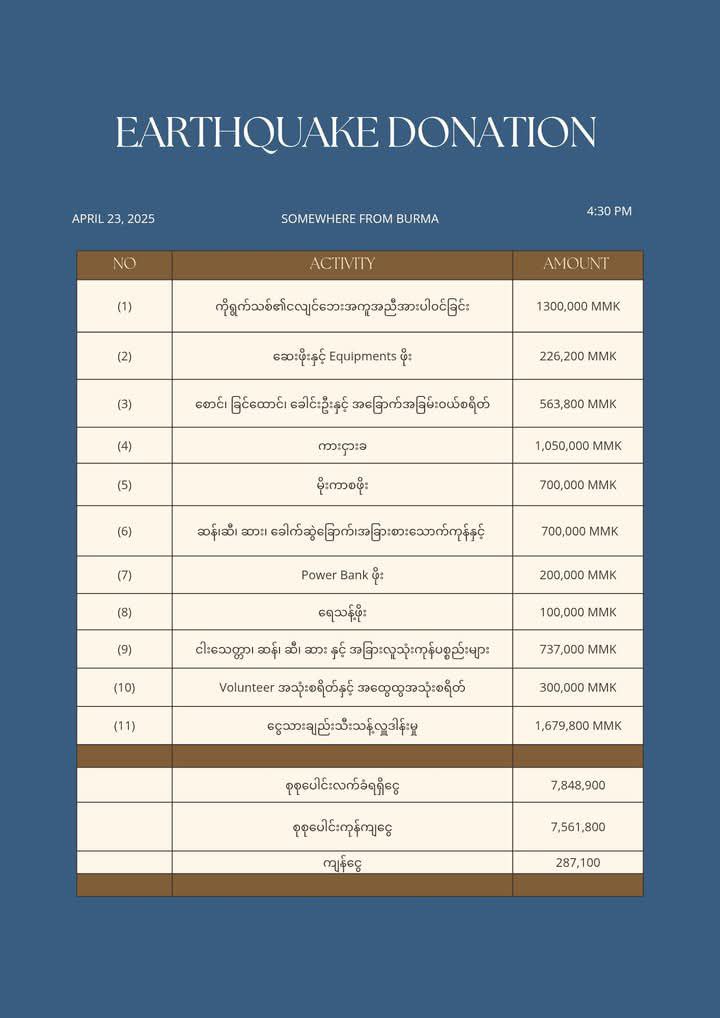 EARTHQUAKE DONATION
APRIL 23, 2025 SOMEWHERE FROM BURMA 4:30 PM
NO ACTIVITY AMOUNT
(1) ကိုရွက်သစ်၏ငလျင်ဘေးအကူအညီအားပါဝင်ခြင်း 1300,000 MMK
(2) ဆေးဖိုးနှင့် Equipments ဖိုး 226,200 MMK
(3) စောင်၊ ခြင်ထောင်၊ ခေါင်းဦးနှင့် အခြောက်အခြမ်းဝယ်စရိတ် 563,800 MMK
(4) ကားငှားခ 1,050,000 MMK
(5) မိုးကာစဖိုး 700,000 MMK
(6) ဆန်၊ဆီ၊ ဆား၊ ခေါက်ဆွဲခြောက်၊အခြားစားသောက်ကုန်နှင့် 700,000 MMK
(7) Power Bank ဖိုး 200,000 MMK
(8) ရေသန့်ဖိုး 100,000 MMK
(9) ငါးသေတ္တာ၊ ဆန်၊ ဆီ၊ ဆား နှင့် အခြားလူသုံးကုန်ပစ္စည်းများ 737,000 MMK
(10) Volunteer အသုံးစရိတ်နှင့် အထွေထွအသုံးစရိတ် 300,000 MMK
(11) ငွေသားချည်းသီးသန့်လှူဒါန်းမှု 1,679,800 MMK
စုစုပေါင်းလက်ခံရရှိငွေ 7,848,900
စုစုပေါင်းကုန်ကျငွေ 7,561,800
ကျန်ငွေ 287,100